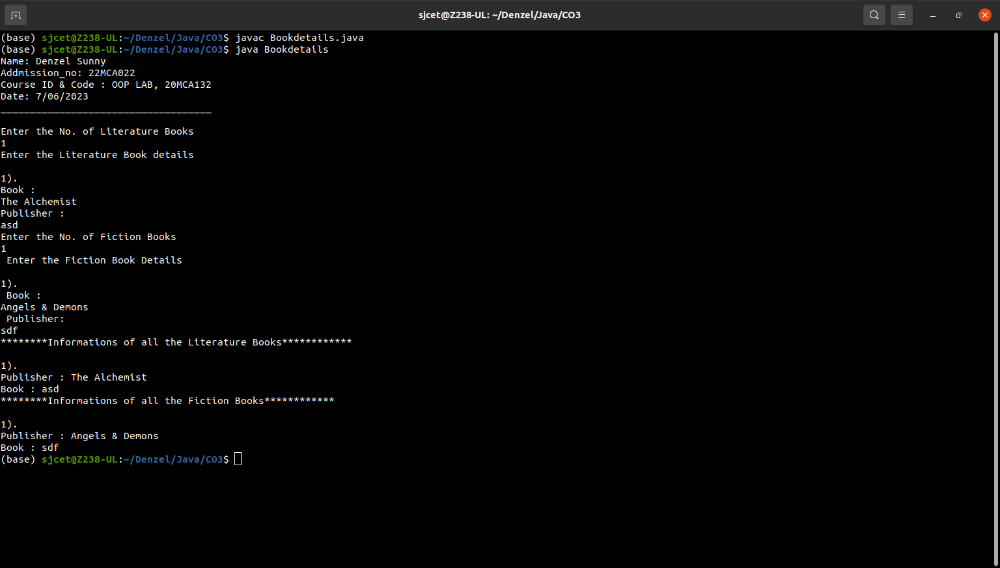 sjcet@Z238-UL: ~/Denzel/Java/CO3
(base) sjcet@Z238-UL:~/Denzel/Java/CO3$ javac Bookdetails.java
(base) sjcet@Z238-UL:~/Denzel/Java/CO3$ java Bookdetails
Name: Denzel Sunny
Addmission_no: 22MCA022
Course ID & Code : OOP LAB, 20MCA132
Date: 7/06/2023
____________________________________
Enter the No. of Literature Books
1
Enter the Literature Book details
1).
Book :
The Alchemist
Publisher :
asd
Enter the No. of Fiction Books
1
 Enter the Fiction Book Details
1).
 Book :
Angels & Demons
 Publisher:
sdf
********Informations of all the Literature Books************
1).
Publisher : The Alchemist
Book : asd
********Informations of all the Fiction Books************
1).
Publisher : Angels & Demons
Book : sdf
(base) sjcet@Z238-UL:~/Denzel/Java/CO3$